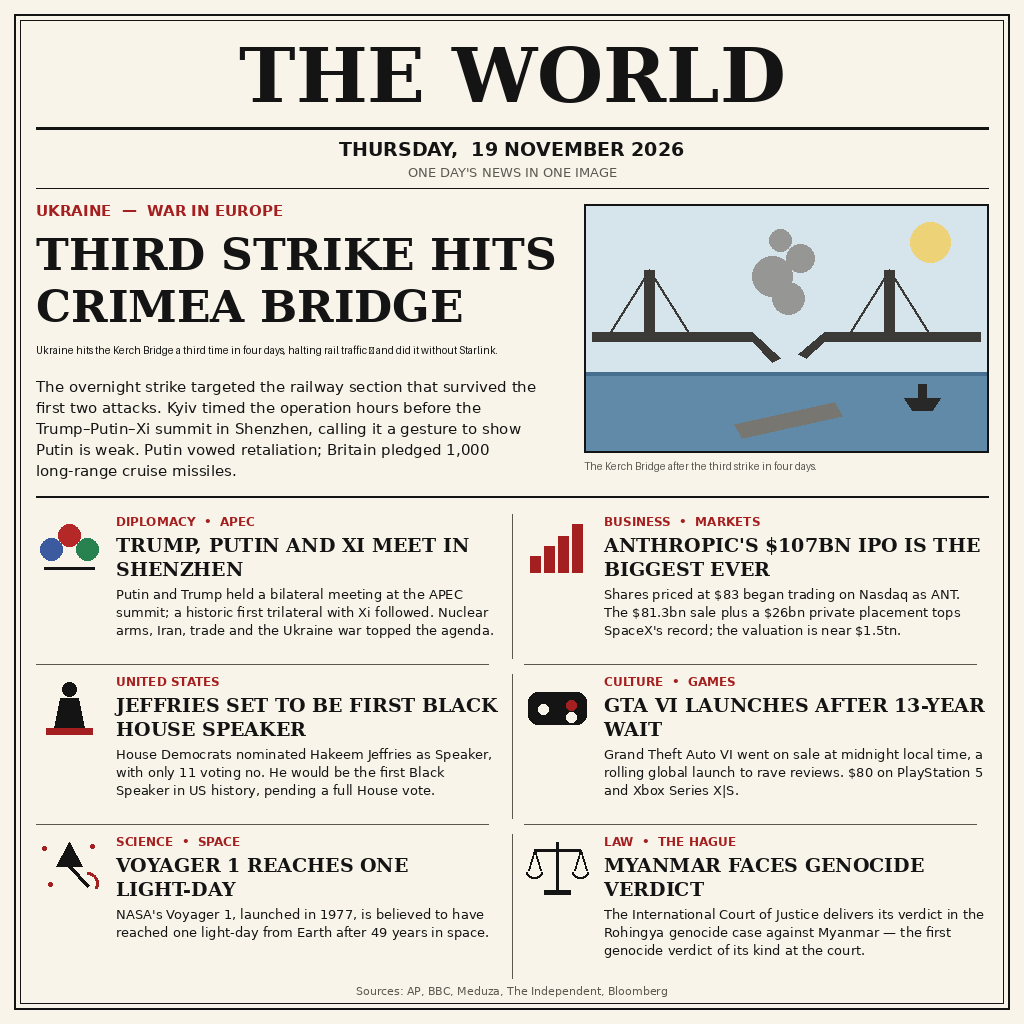 THE WORLD
THURSDAY, 19 NOVEMBER 2026
ONE DAY'S NEWS IN ONE IMAGE
UKRAINE — WAR IN EUROPE
THIRD STRIKE HITS
CRIMEA BRIDGE
Ukraine hits the Kerch Bridge a third time in four days, halting rail traffic and did it without Starlink.
The overnight strike targeted the railway section that survived the
first two attacks. Kyiv timed the operation hours before the
Trump–Putin–Xi summit in Shenzhen, calling it a gesture to show
Putin is weak. Putin vowed retaliation; Britain pledged 1,000
long-range cruise missiles.
The Kerch Bridge after the third strike in four days.
DIPLOMACY • APEC
TRUMP, PUTIN AND XI MEET IN
SHENZHEN
Putin and Trump held a bilateral meeting at the APEC
summit; a historic first trilateral with Xi followed. Nuclear
arms, Iran, trade and the Ukraine war topped the agenda.
BUSINESS • MARKETS
ANTHROPIC'S $107BN IPO IS THE
BIGGEST EVER
Shares priced at $83 began trading on Nasdaq as ANT.
The $81.3bn sale plus a $26bn private placement tops
SpaceX's record; the valuation is near $1.5tn.
UNITED STATES
JEFFRIES SET TO BE FIRST BLACK
HOUSE SPEAKER
House Democrats nominated Hakeem Jeffries as Speaker,
with only 11 voting no. He would be the first Black
Speaker in US history, pending a full House vote.
CULTURE • GAMES
GTA VI LAUNCHES AFTER 13-YEAR
WAIT
Grand Theft Auto VI went on sale at midnight local time, a
rolling global launch to rave reviews. $80 on PlayStation 5
and Xbox Series X|S.
SCIENCE • SPACE
VOYAGER 1 REACHES ONE
LIGHT-DAY
NASA's Voyager 1, launched in 1977, is believed to have
reached one light-day from Earth after 49 years in space.
LAW • THE HAGUE
MYANMAR FACES GENOCIDE
VERDICT
The International Court of Justice delivers its verdict in the
Rohingya genocide case against Myanmar — the first
genocide verdict of its kind at the court.
Sources: AP, BBC, Meduza, The Independent, Bloomberg